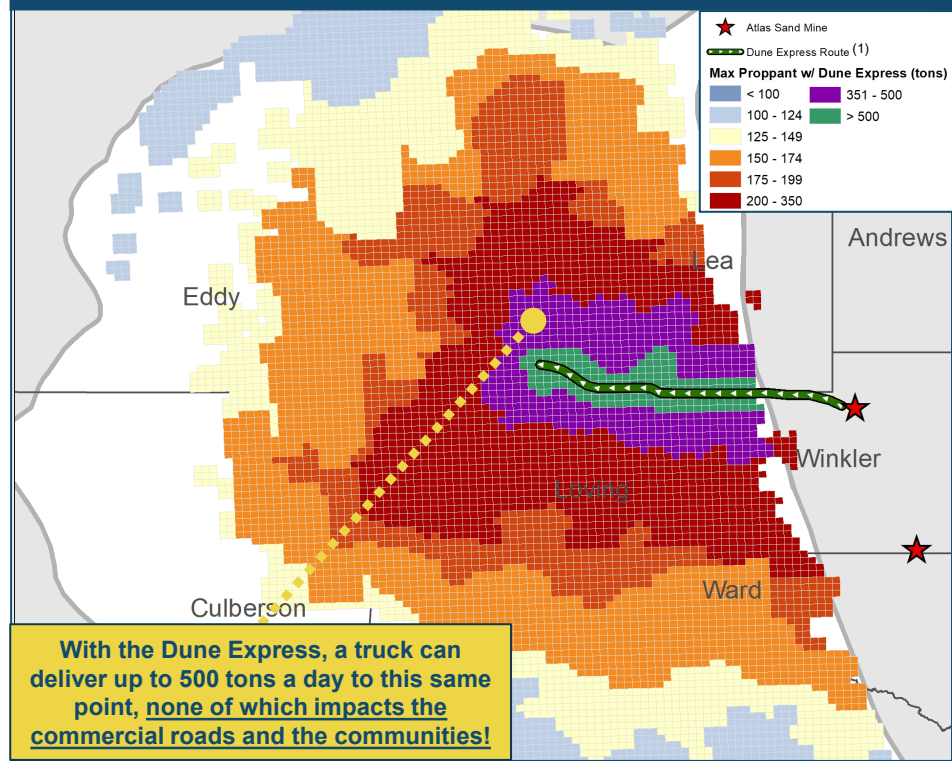 Atlas Sand Mine
Dune Express Route (1)
Max Proppant w/ Dune Express (tons)
< 100
351 - 500
100 - 124
> 500
125 - 149
150 - 174
175 - 199
200 - 350
Andrews
Lea
Eddy
Winkler
Loving
Ward
Culberson
With the Dune Express, a truck can
deliver up to 500 tons a day to this same
point, none of which impacts the
commercial roads and the communities!